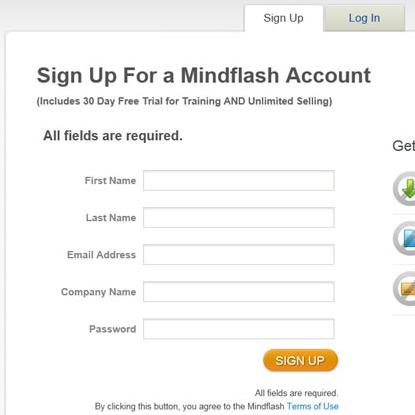 Sign Up
Log In
Sign Up For a Mindflash Account
(Includes 30 Day Free Trial for Training AND Unlimited Selling)
All fields are required.
Get
First Name
Last Name
Email Address
Company Name
Password
SIGN UP
All fields are required.
By clicking this button, you agree to the Mindflash Terms of Use